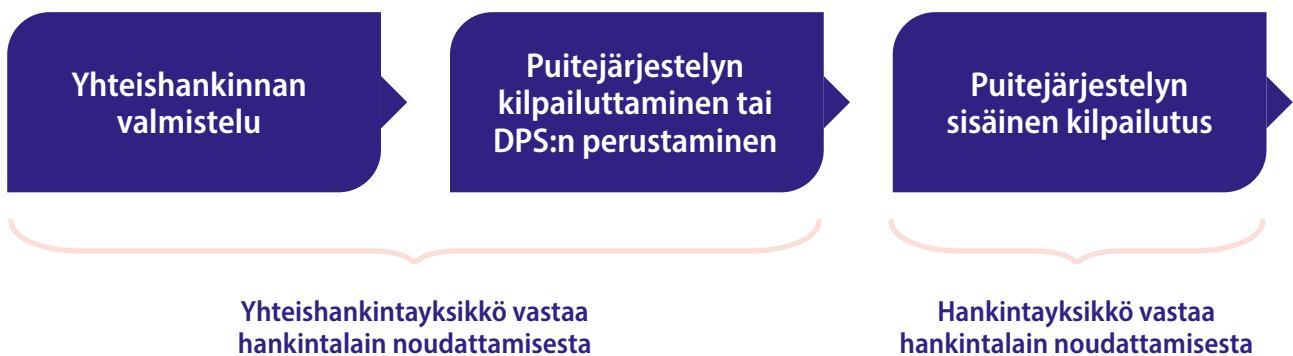 Yhteishankinnan
valmistelu
Puitejärjestelyn
kilpailuttaminen tai
DPS:n perustaminen
Puitejärjestelyn
sisäinen kilpailutus
Yhteishankintayksikkö vastaa
hankintalain noudattamisesta
Hankintayksikkö vastaa
hankintalain noudattamisesta